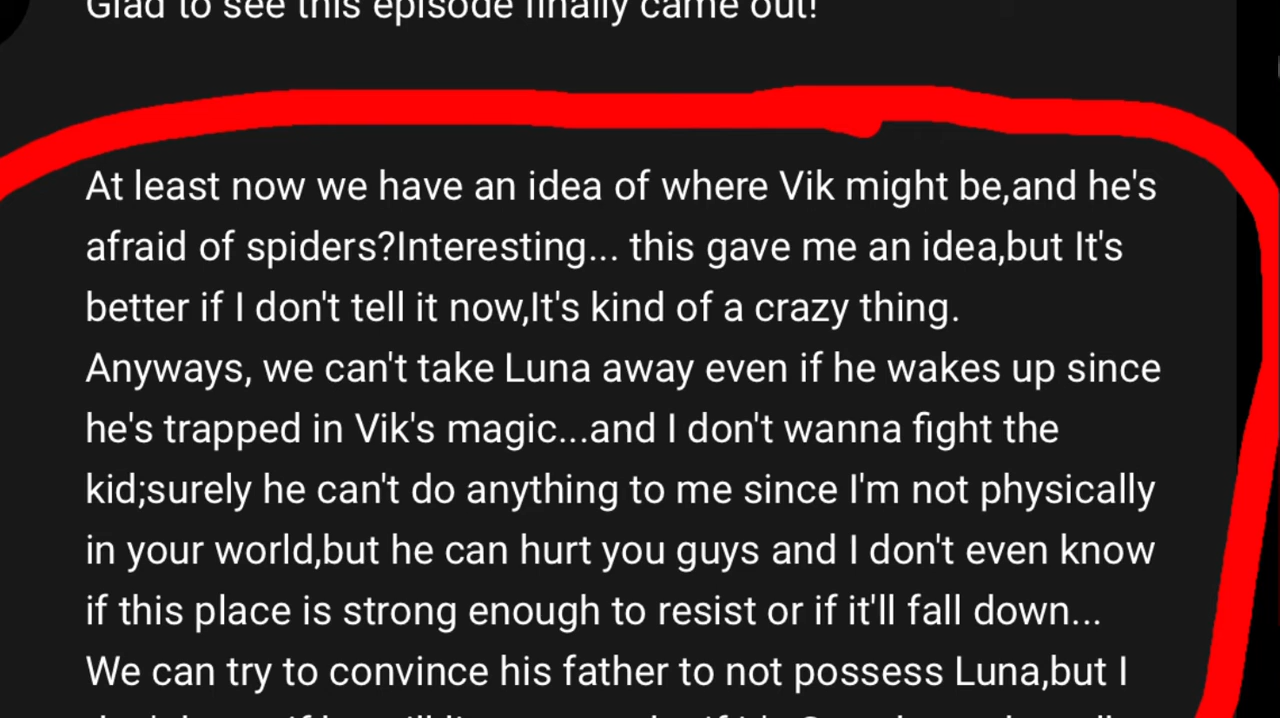 Glad to see this episode finally came out!
At least now we have an idea of where Vik might be,and he's
afraid of spiders?Interesting... this gave me an idea,but It's
better if I don't tell it now,It's kind of a crazy thing.
Anyways, we can't take Luna away even if he wakes up since
he's trapped in Vik's magic...and I don't wanna fight the
kid;surely he can't do anything to me since I'm not physically
in your world,but he can hurt you guys and I don't even know
if this place is strong enough to resist or if it'll fall down...
We can try to convince his father to not possess Luna,but I